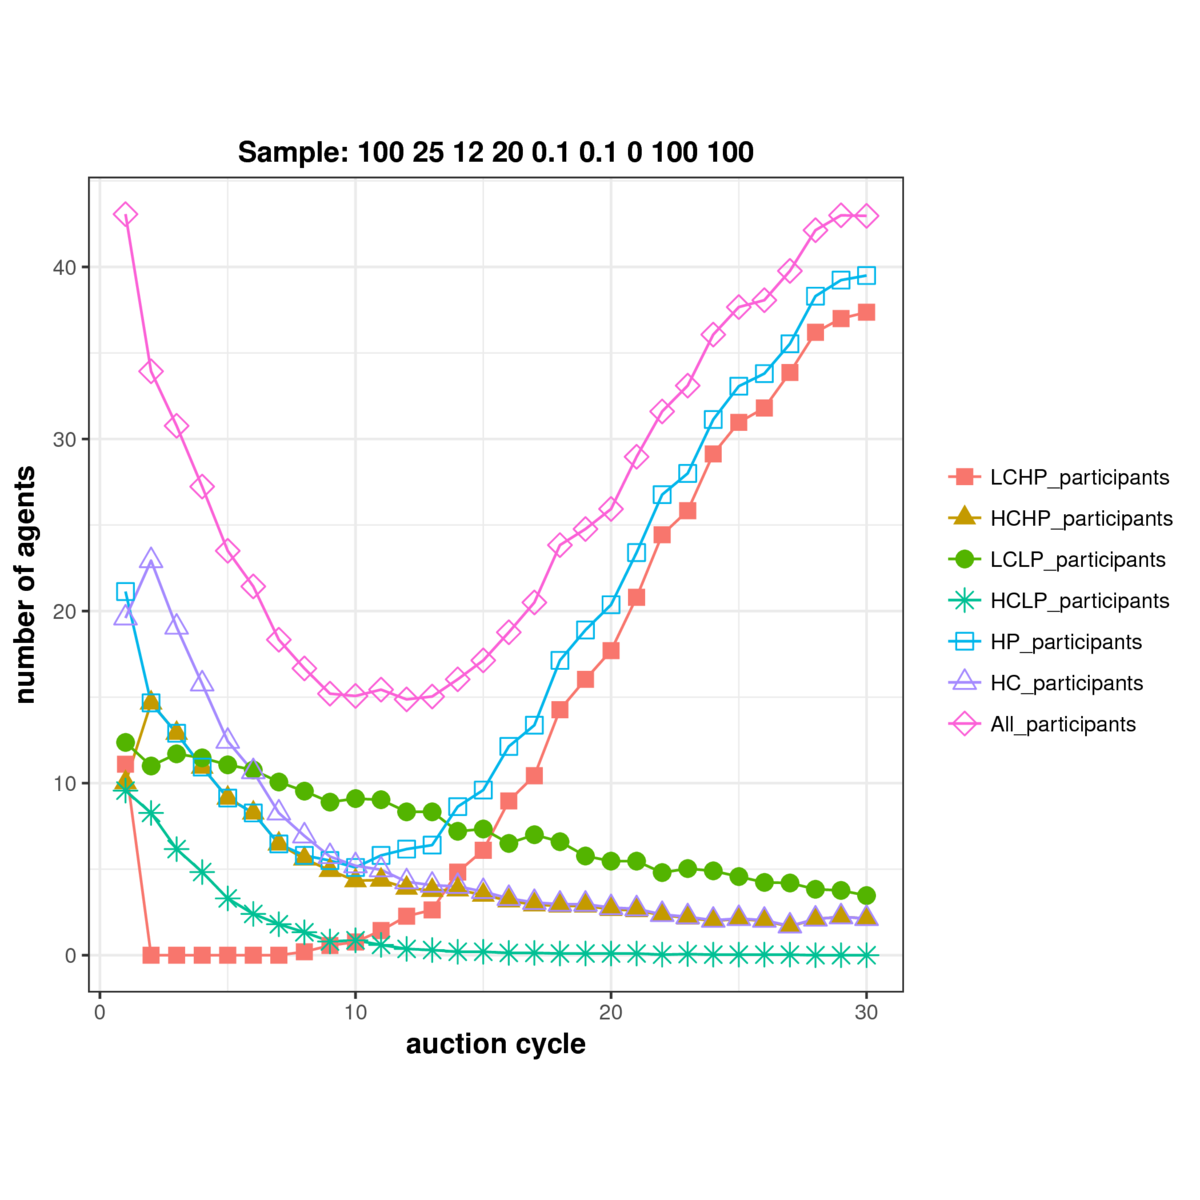 Sample: 100 25 12 20 0.1 0.1 0 100 100
number of agents
40
30
20
10
0
0 10 20 30
auction cycle
LCHP_participants
HCHP_participants
LCLP_participants
HCLP_participants
HP_participants
HC_participants
All_participants